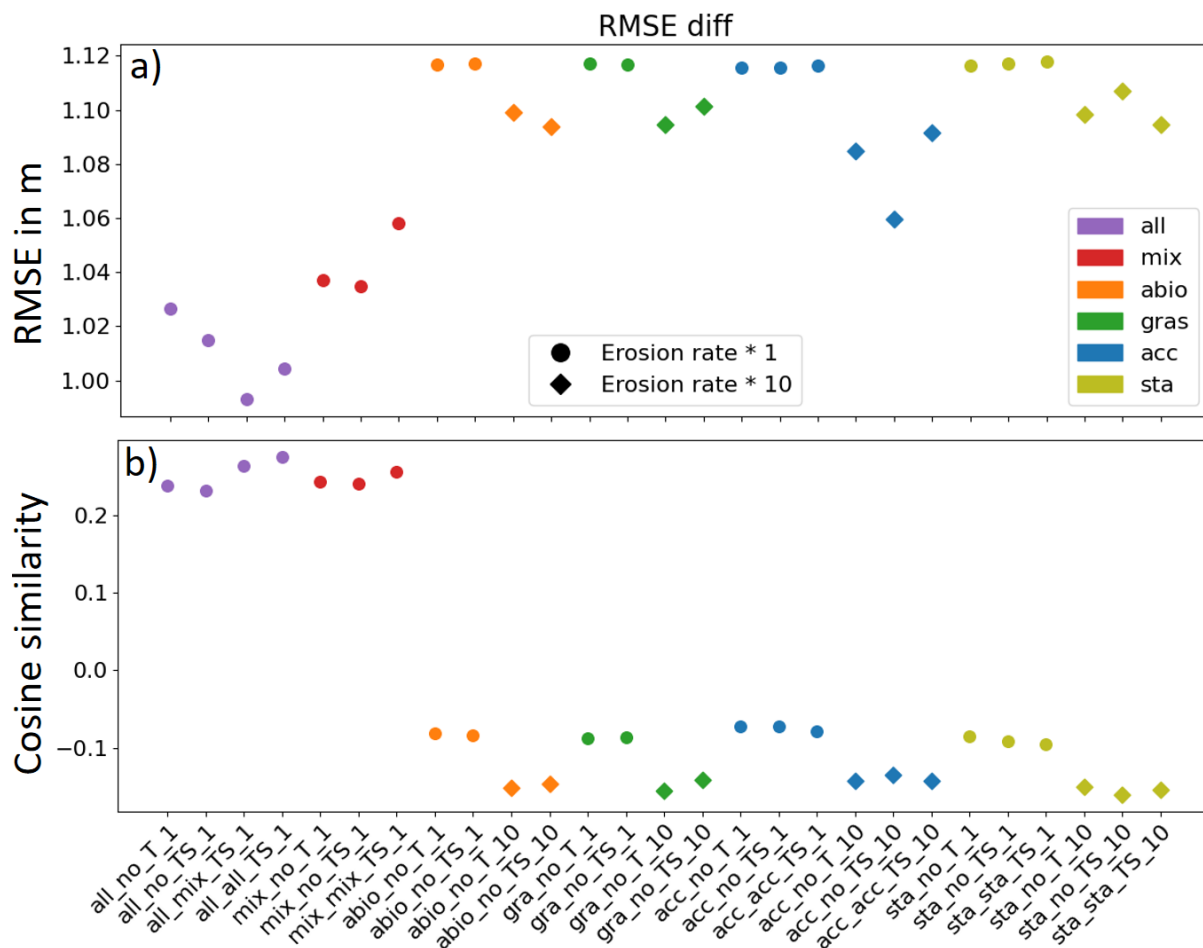 RMSE diff
a)
RMSE in m
1.12
1.10
1.08
1.06
1.04
1.02
1.00
Erosion rate * 1
Erosion rate * 10
all
mix
abio
gras
acc
sta
b)
Cosine similarity
0.2
0.1
0.0
−0.1
all_no_T_1
all_no_TS_1
all_mix_TS_1
all_all_TS_1
mix_no_T_1
mix_no_TS_1
mix_mix_TS_1
abio_no_T_1
abio_no_TS_1
abio_no_T_10
abio_no_TS_10
gra_no_T_1
gra_no_TS_1
gra_no_T_10
gra_no_TS_10
acc_no_T_1
acc_no_TS_1
acc_acc_TS_1
acc_no_T_10
acc_no_TS_10
acc_acc_TS_10
sta_no_T_1
sta_no_TS_1
sta_sta_TS_1
sta_no_T_10
sta_no_TS_10
sta_sta_TS_10